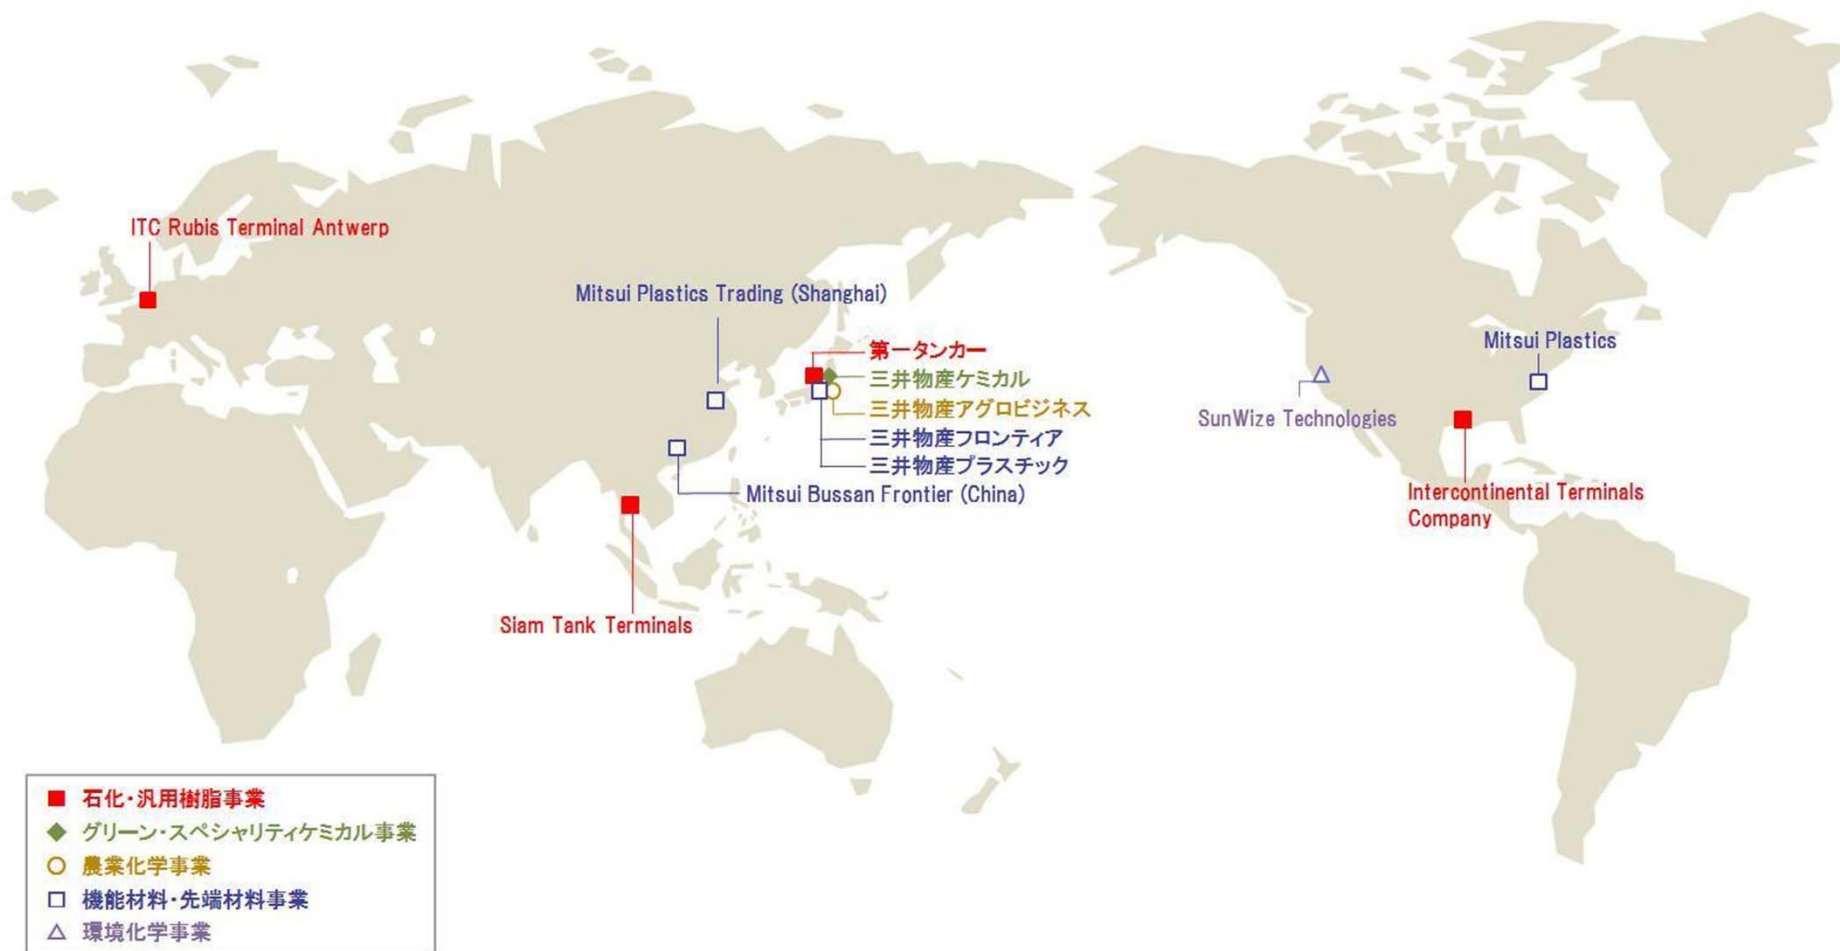 ITC Rubis Terminal Antwerp
Mitsui Plastics Trading (Shanghai)
第一タンカー
三井物産ケミカル
三井物産アグロビジネス
三井物産フロンティア
三井物産プラスチック
Mitsui Bussan Frontier (China)
Siam Tank Terminals
Mitsui Plastics
SunWize Technologies
Intercontinental Terminals
Company
石化・汎用樹脂事業
グリーン・スペシャリティケミカル事業
農業化学事業
機能材料・先端材料事業
環境化学事業